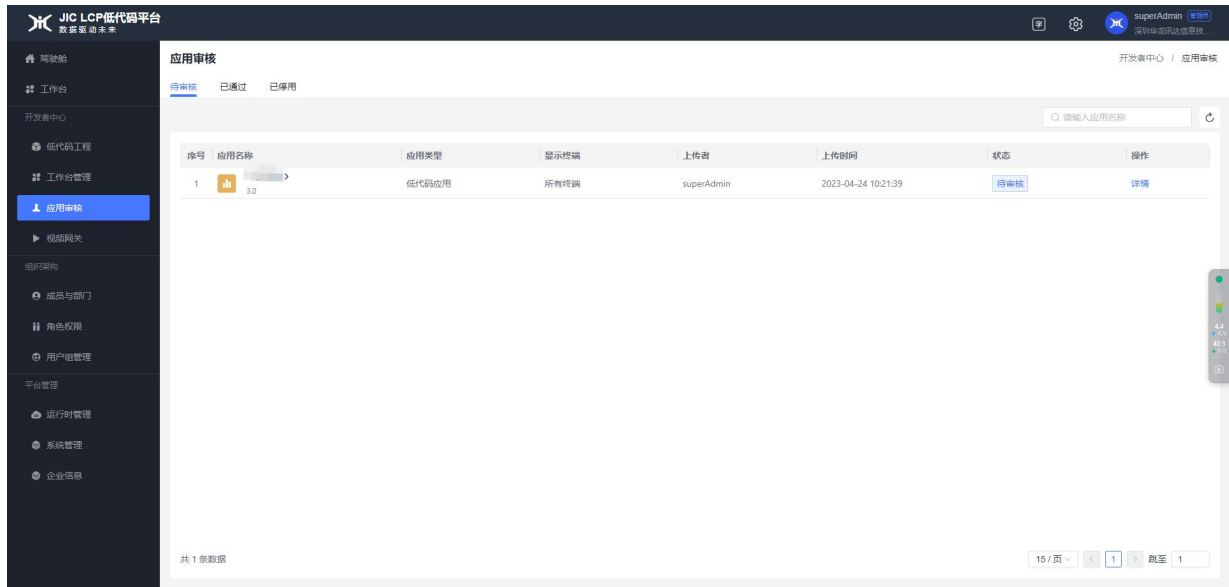 JIC LCP低代码平台
数据驱动未来
superAdmin 管理员
深圳华龙讯达信息技...
驾驶舱
工作台
开发者中心
低代码工程
工作台管理
应用审核
视频网关
组织架构
成员与部门
角色权限
用户组管理
平台管理
运行时管理
系统管理
企业信息
应用审核
开发者中心 / 应用审核
待审核 已通过 已停用
请输入应用名称
序号 应用名称 应用类型 显示终端 上传者 上传时间 状态 操作
1 3.0 低代码应用 所有终端 superAdmin 2023-04-24 10:21:39 待审核 详情
4.4
K/s
40.3
K/s
共 1 条数据
15 / 页 1 跳至 1